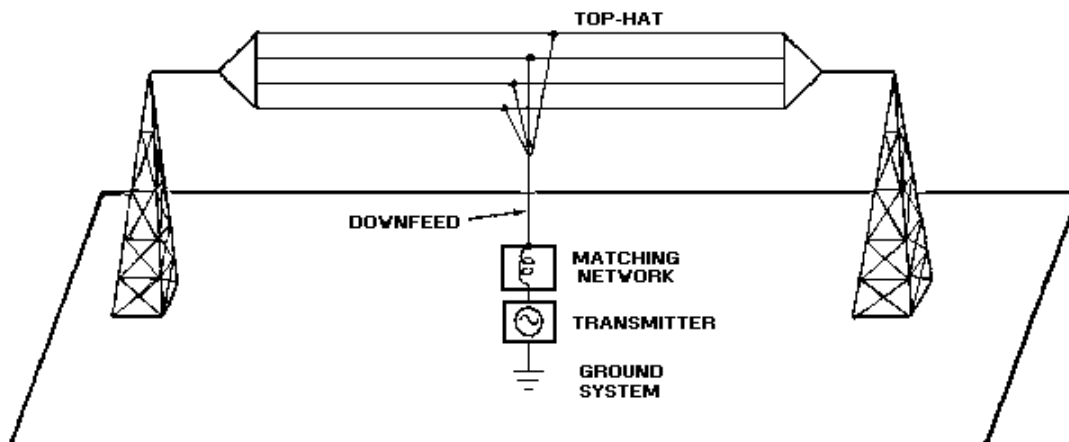 TOP-HAT
DOWNFEED
MATCHING
NETWORK
TRANSMITTER
GROUND
SYSTEM